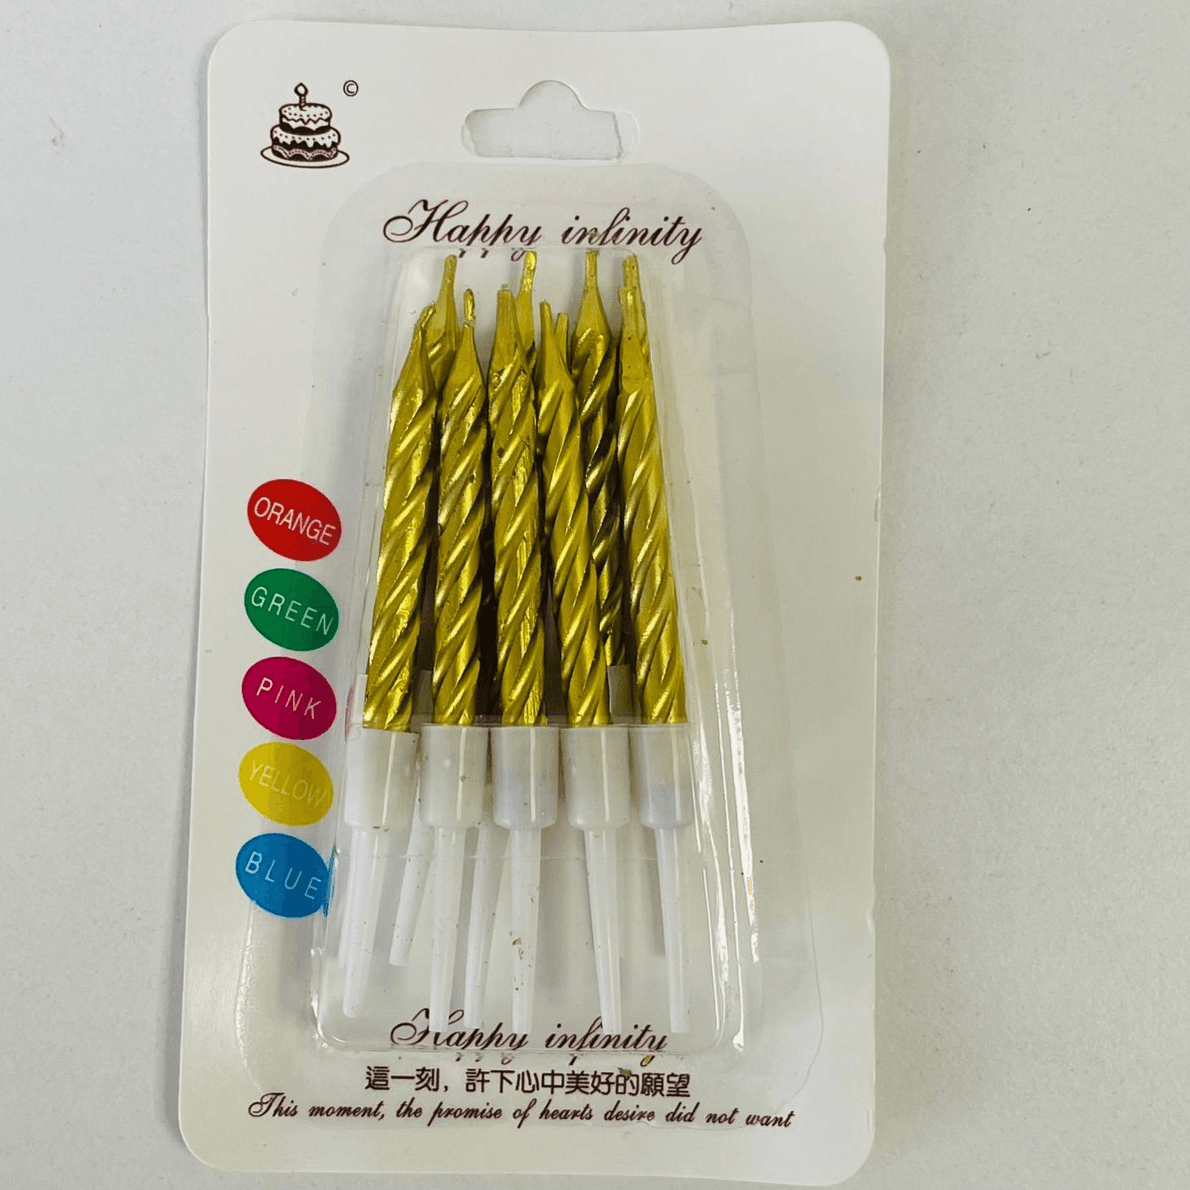 ©
Happy infinity
ORANGE
GREEN
PINK
YELLOW
BLUE
Happy infinity
這一刻，許下心中美好的願望
This moment, the promise of hearts desire did not want